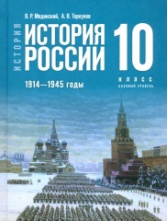 В. Р. Мединский, А. В. Торкунов
ИСТОРИЯ
ИСТОРИЯ
РОССИИ
10
КЛАСС
БАЗОВЫЙ УРОВЕНЬ
1914—1945 годы